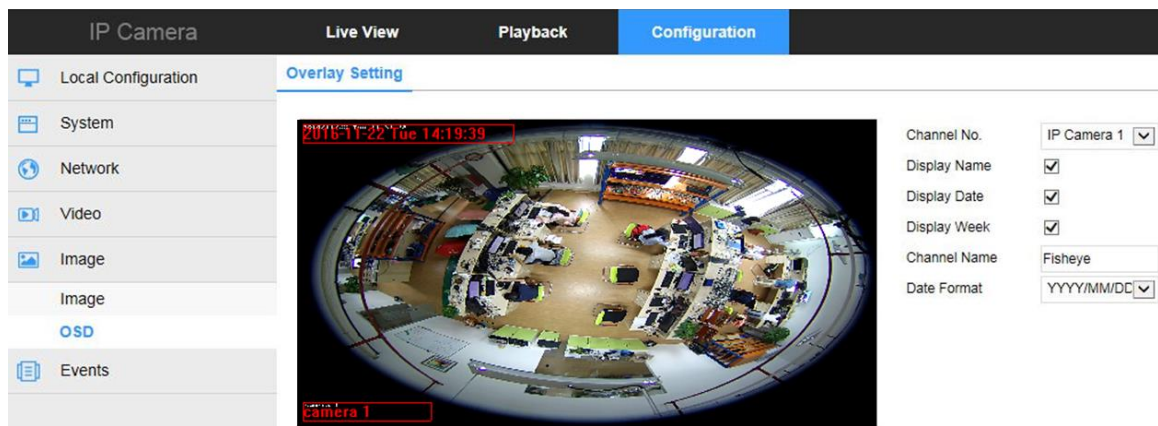 IP Camera
Live View
Playback
Configuration
Local Configuration
System
Network
Video
Image
Image
OSD
Events
Overlay Setting
2016-11-22 Tue 14:19:39
camera 1
Channel No.
IP Camera 1
Display Name
Display Date
Display Week
Channel Name
Fisheye
Date Format
YYYY/MM/DD